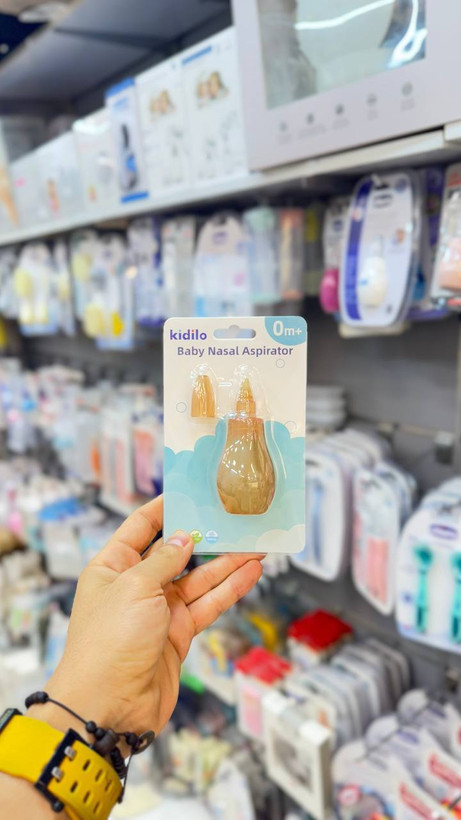 kidilo
0m+
Baby Nasal Aspirator